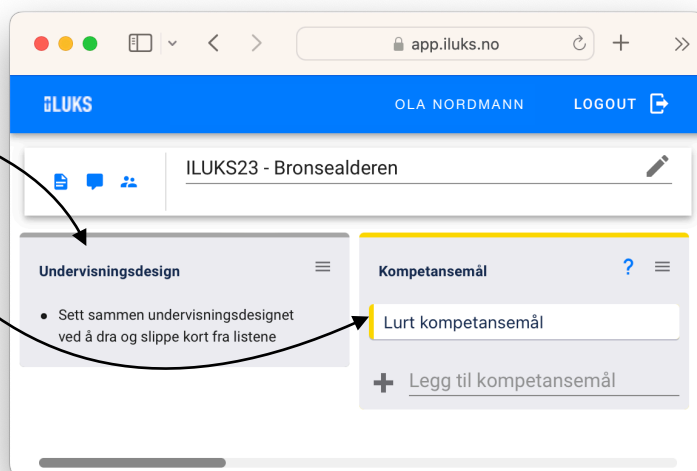 app.iluks.no
ILUKS
OLA NORDMANN
LOGOUT
ILUKS23 - Bronsealderen
Undervisningsdesign
Sett sammen undervisningsdesignet
ved å dra og slippe kort fra listene
Kompetansemål
?
Lurt kompetansemål
Legg til kompetansemål